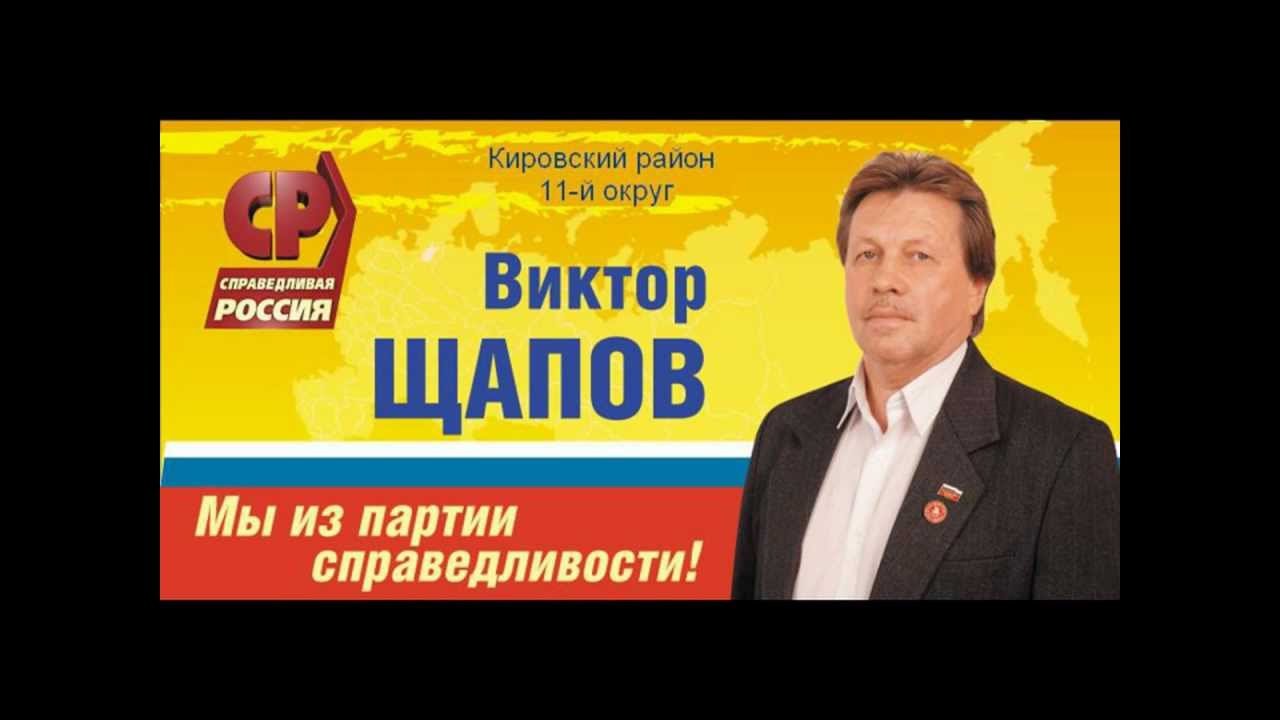 Кировский район
11-й округ
СР
СПРАВЕДЛИВАЯ
РОССИЯ
Виктор
ЩАПОВ
Мы из партии
справедливости!